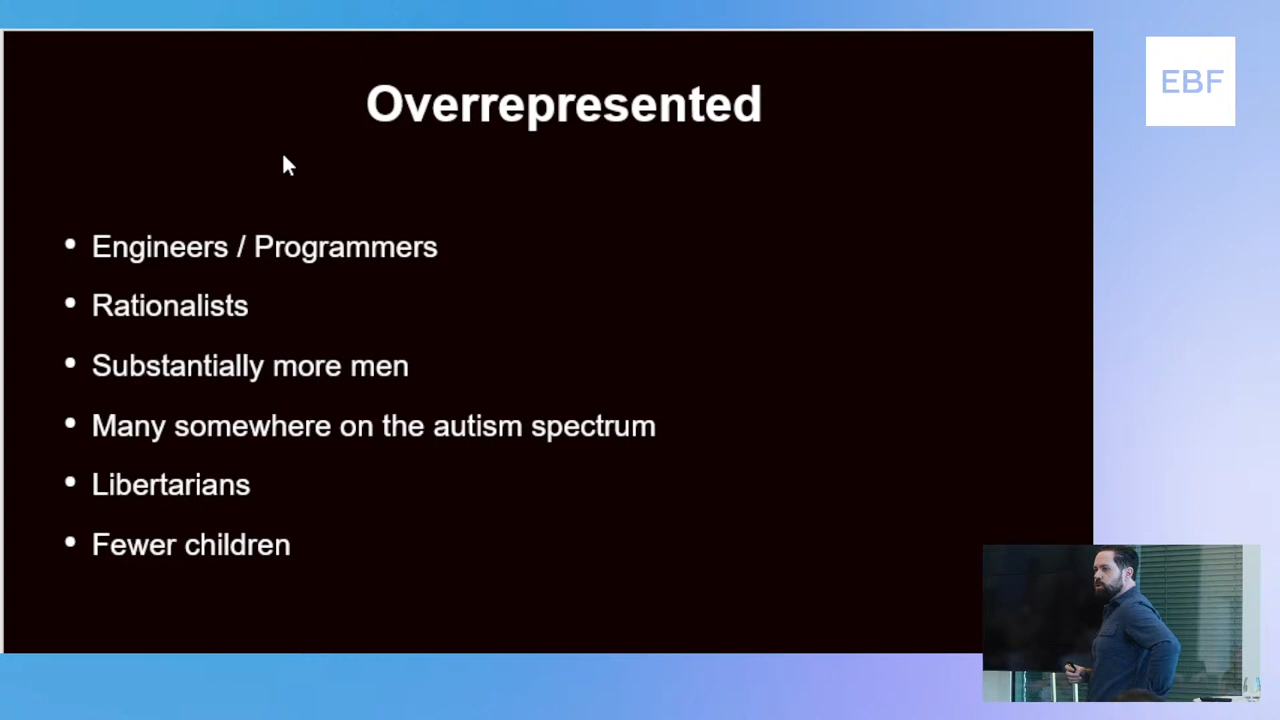 EBF
Overrepresented
• Engineers / Programmers
• Rationalists
• Substantially more men
• Many somewhere on the autism spectrum
• Libertarians
• Fewer children